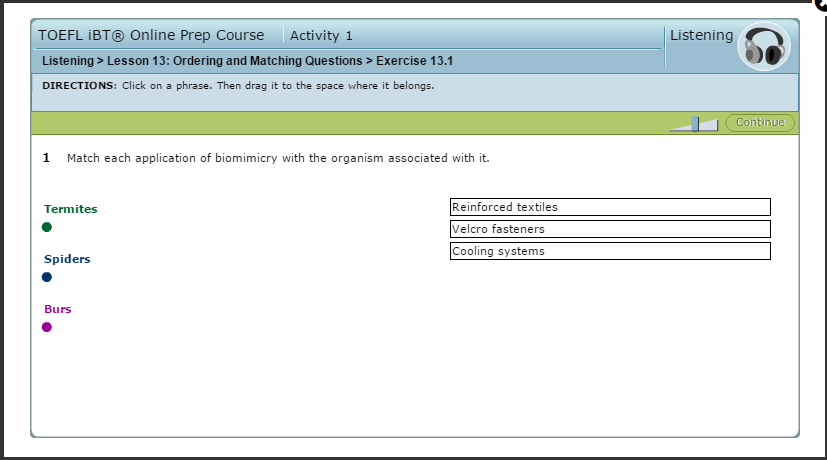 TOEFL iBT® Online Prep Course Activity 1 Listening
Listening > Lesson 13: Ordering and Matching Questions > Exercise 13.1
DIRECTIONS: Click on a phrase. Then drag it to the space where it belongs.
Continue
1 Match each application of biomimicry with the organism associated with it.
Termites
Spiders
Burs
Reinforced textiles
Velcro fasteners
Cooling systems